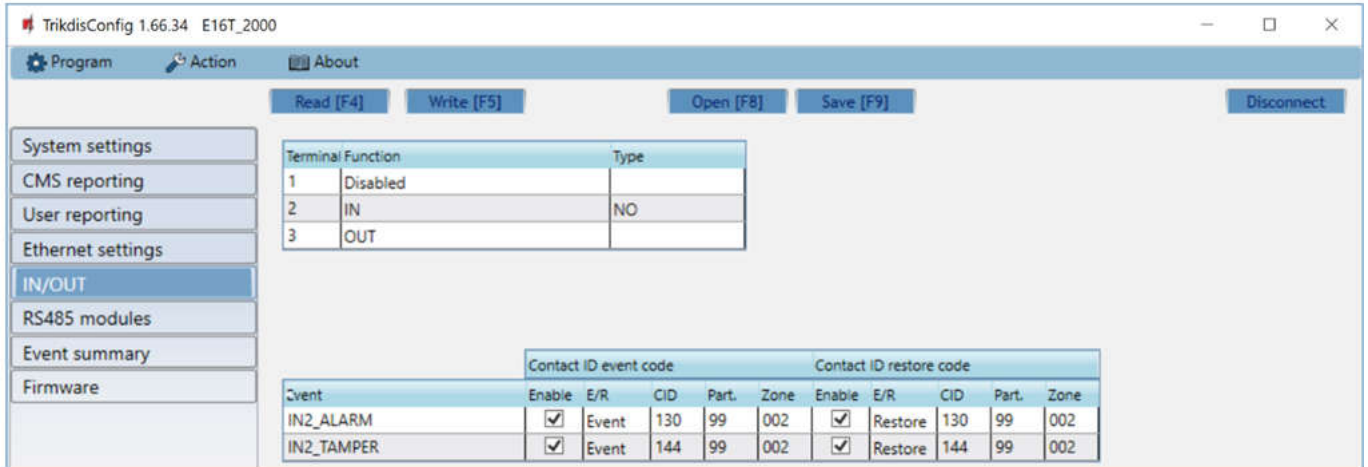 TrikdisConfig 1.66.34 E16T_2000
Program Action About
Read [F4] Write [F5] Open [F8] Save [F9] Disconnect
System settings
CMS reporting
User reporting
Ethernet settings
IN/OUT
RS485 modules
Event summary
Firmware
Terminal Function Type
1 Disabled
2 IN NO
3 OUT
Contact ID event code Contact ID restore code
Event Enable E/R CID Part. Zone Enable E/R CID Part. Zone
IN2_ALARM Event 130 99 002 Restore 130 99 002
IN2_TAMPER Event 144 99 002 Restore 144 99 002